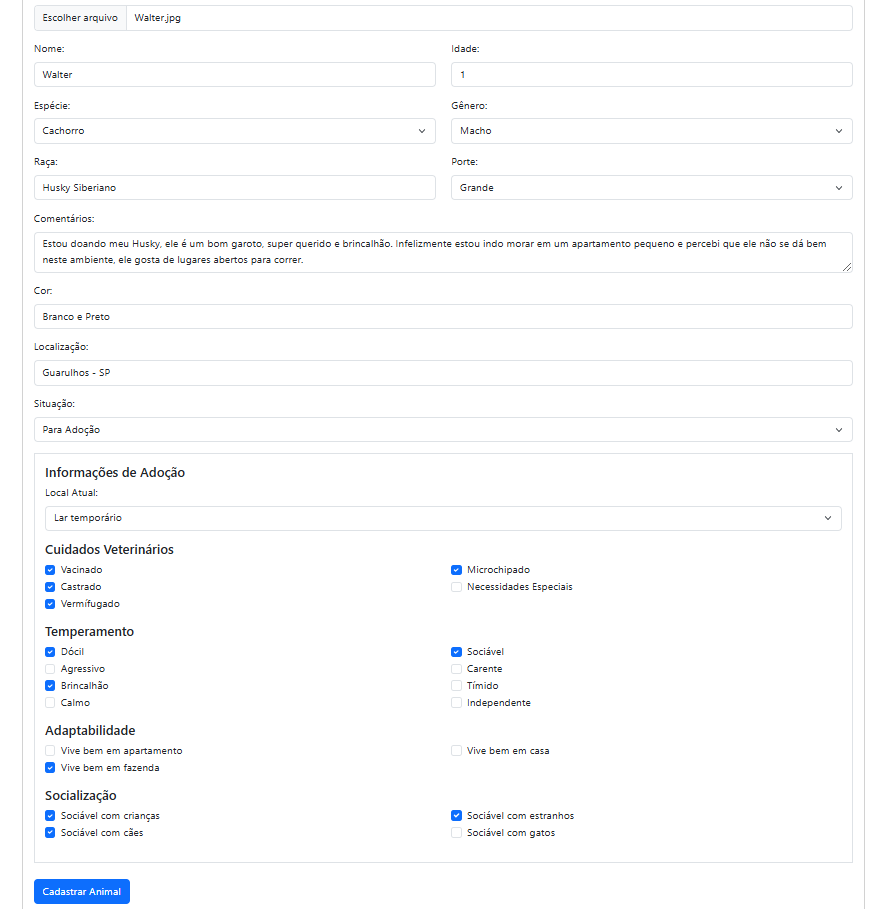 Escolher arquivo Walter.jpg
Nome: Idade:
Walter 1
Espécie: Gênero:
Cachorro Macho
Raça: Porte:
Husky Siberiano Grande
Comentários:
Estou doando meu Husky, ele é um bom garoto, super querido e brincalhão. Infelizmente estou indo morar em um apartamento pequeno e percebi que ele não se dá bem
neste ambiente, ele gosta de lugares abertos para correr.
Cor:
Branco e Preto
Localização:
Guarulhos - SP
Situação:
Para Adoção
Informações de Adoção
Local Atual:
Lar temporário
Cuidados Veterinários
Vacinado Microchipado
Castrado Necessidades Especiais
Vermífugado
Temperamento
Dócil Sociável
Agressivo Carente
Brincalhão Tímido
Calmo Independente
Adaptabilidade
Vive bem em apartamento Vive bem em casa
Vive bem em fazenda
Socialização
Sociável com crianças Sociável com estranhos
Sociável com cães Sociável com gatos
Cadastrar Animal